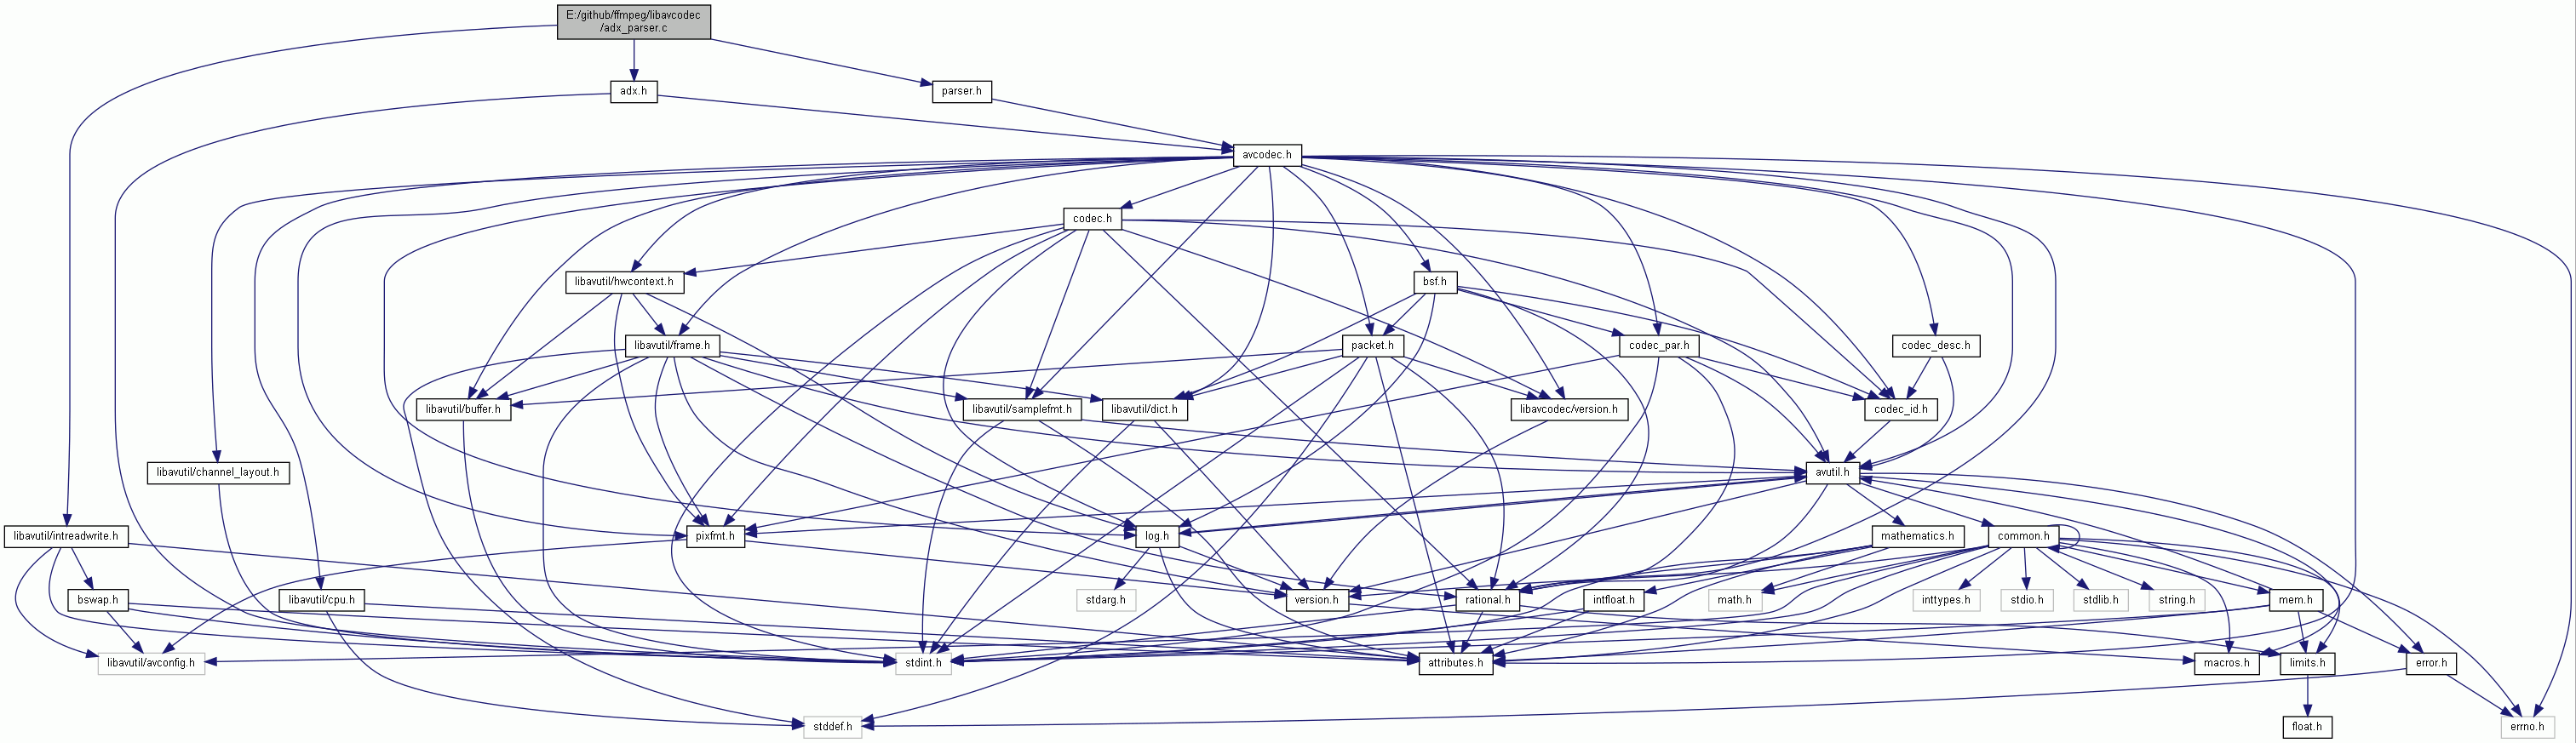 E:/github/ffmpeg/libavcodec
/adx_parser.c
adx.h
parser.h
avcodec.h
codec.h
libavutil/hwcontext.h
bsf.h
libavutil/frame.h
packet.h
codec_par.h
codec_desc.h
libavutil/buffer.h
libavutil/samplefmt.h
libavutil/dict.h
libavcodec/version.h
codec_id.h
libavutil/channel_layout.h
avutil.h
libavutil/intreadwrite.h
pixfmt.h
log.h
mathematics.h
common.h
bswap.h
libavutil/cpu.h
stdarg.h
version.h
rational.h
intfloat.h
math.h
inttypes.h
stdio.h
stdlib.h
string.h
mem.h
libavutil/avconfig.h
stdint.h
attributes.h
macros.h
limits.h
error.h
stddef.h
float.h
errno.h